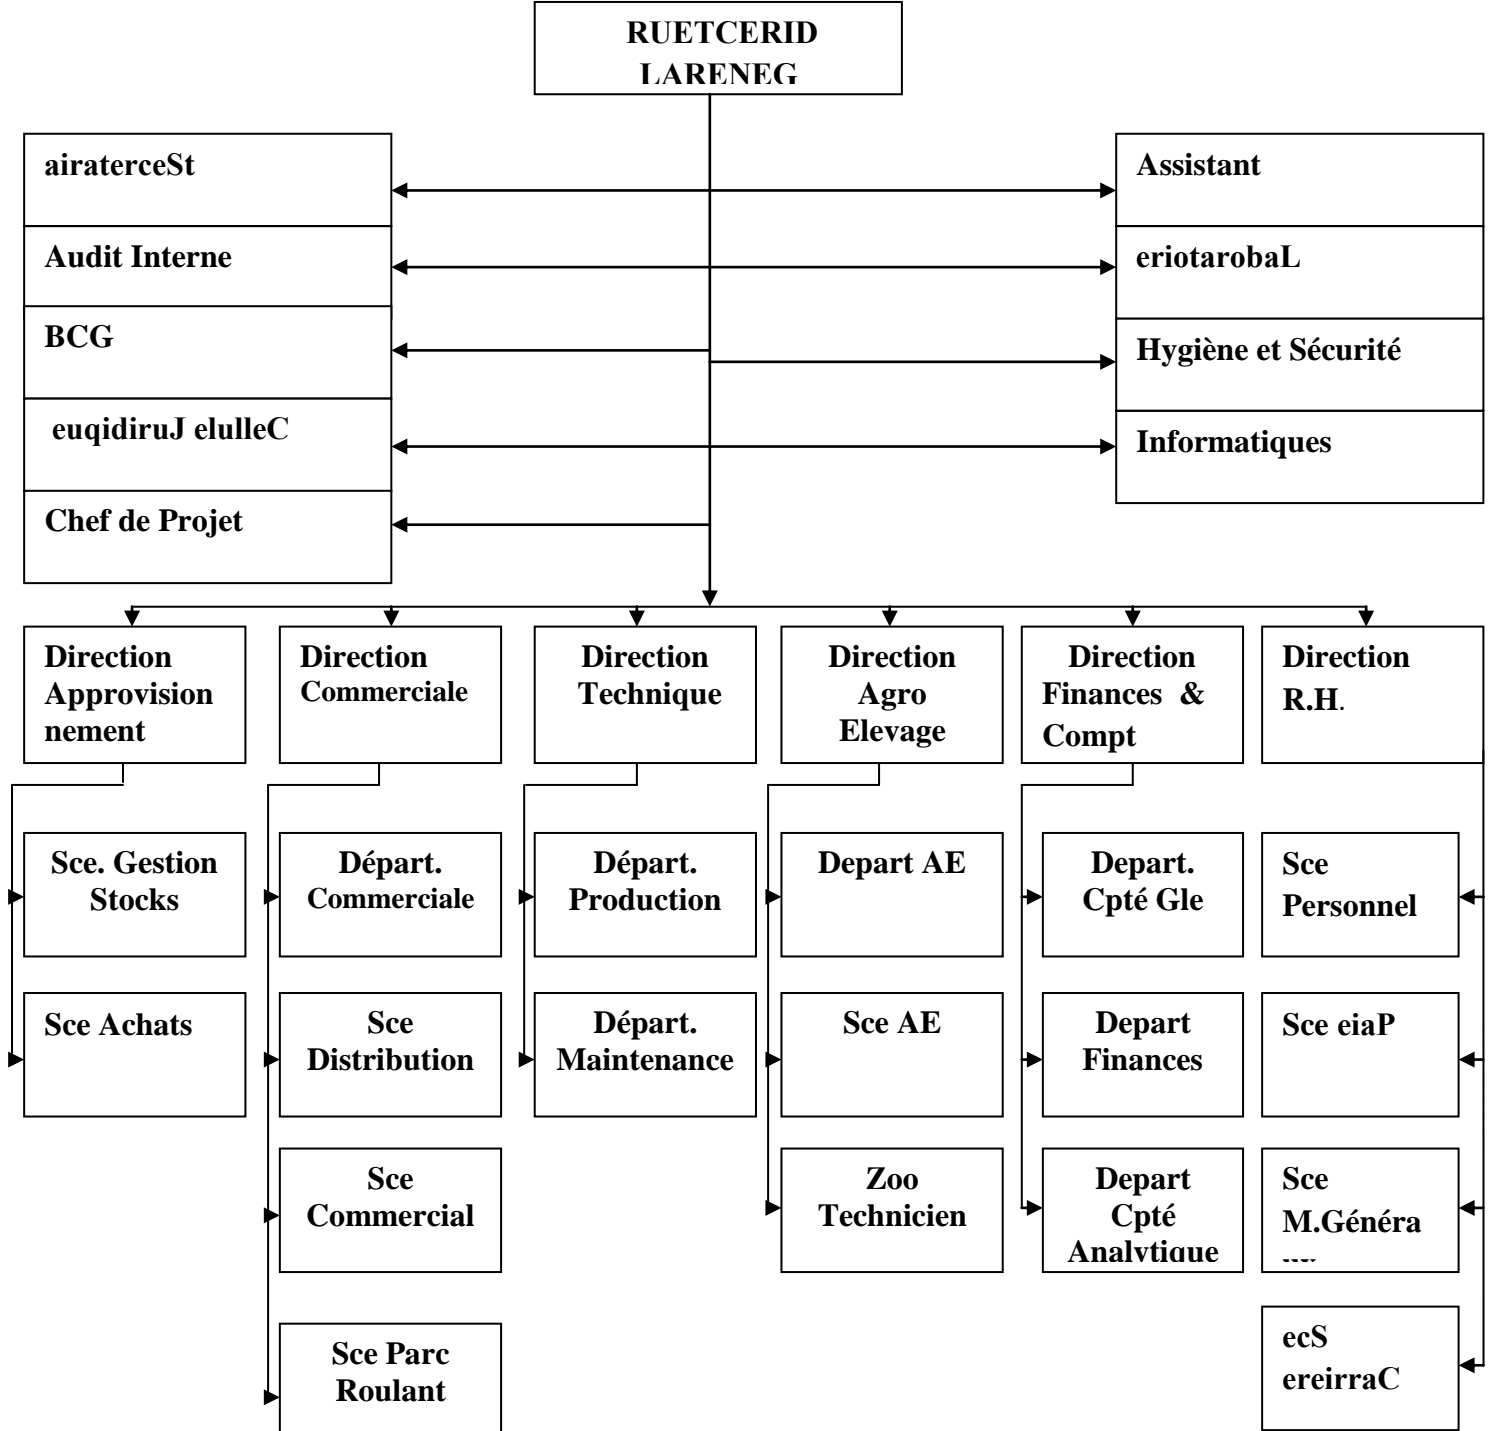 RUETCERID
LARENEG
airaterceSt
Audit Interne
BCG
euqidiruJ elulleC
Chef de Projet
Assistant
eriotarobaL
Hygiène et Sécurité
Informatiques
Direction
Approvision
nement
Direction
Commerciale
Direction
Technique
Direction
Agro
Elevage
Direction
Finances &
Compt
Direction
R.H.
Sce. Gestion
Stocks
Départ.
Commerciale
Départ.
Production
Depart AE
Depart.
Cpté Gle
Sce
Personnel
Sce Achats
Sce
Distribution
Départ.
Maintenance
Sce AE
Depart
Finances
Sce eiaP
Sce
Commercial
Zoo
Technicien
Depart
Cpté
Analytique
Sce
M.Généra
Sce Parc
Roulant
ecS
ereirraC